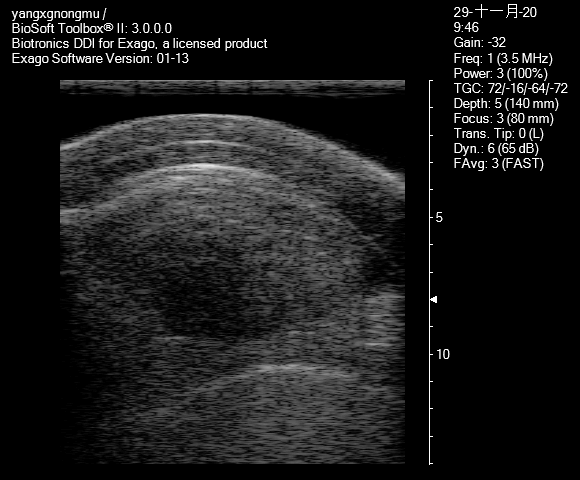 yangxgnongmu /
BioSoft Toolbox® II: 3.0.0.0
Biotronics DDI for Exago, a licensed product
Exago Software Version: 01-13
29-十一月-20
9:46
Gain: -32
Freq: 1 (3.5 MHz)
Power: 3 (100%)
TGC: 72/-16/-64/-72
Depth: 5 (140 mm)
Focus: 3 (80 mm)
Trans. Tip: 0 (L)
Dyn.: 6 (65 dB)
FAvg: 3 (FAST)
5
10